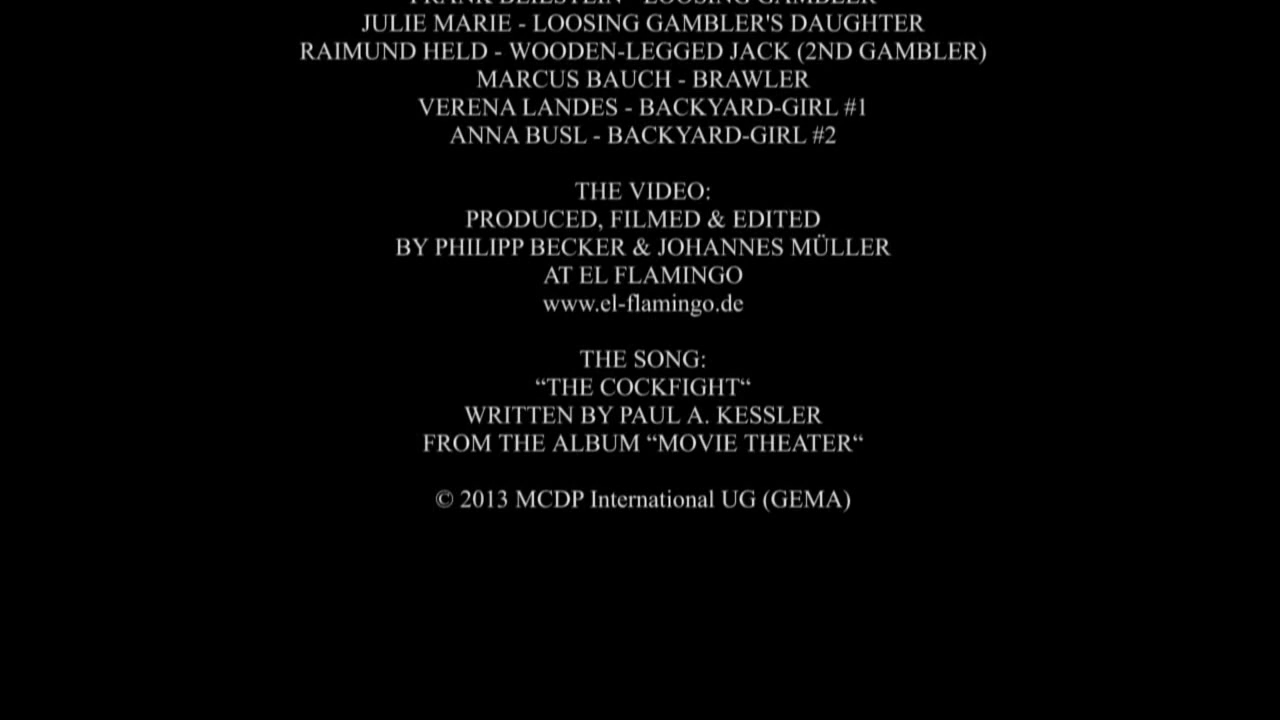 LOOSING GAMBLER
JULIE MARIE - LOOSING GAMBLER'S DAUGHTER
RAIMUND HELD - WOODEN-LEGGED JACK (2ND GAMBLER)
MARCUS BAUCH - BRAWLER
VERENA LANDES - BACKYARD-GIRL #1
ANNA BUSL - BACKYARD-GIRL #2
THE VIDEO:
PRODUCED, FILMED & EDITED
BY PHILIPP BECKER & JOHANNES MÜLLER
AT EL FLAMINGO
www.el-flamingo.de
THE SONG:
“THE COCKFIGHT“
WRITTEN BY PAUL A. KESSLER
FROM THE ALBUM “MOVIE THEATER“
© 2013 MCDP International UG (GEMA)